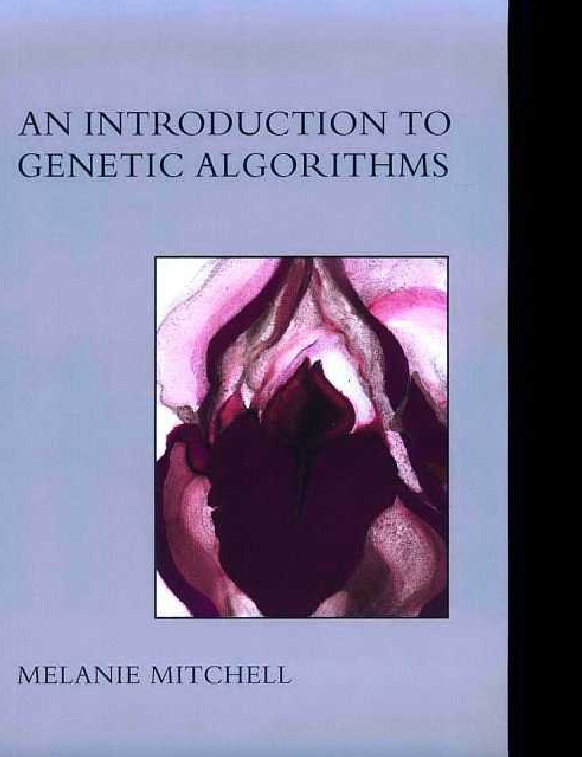 AN INTRODUCTION TO
GENETIC ALGORITHMS
MELANIE MITCHELL